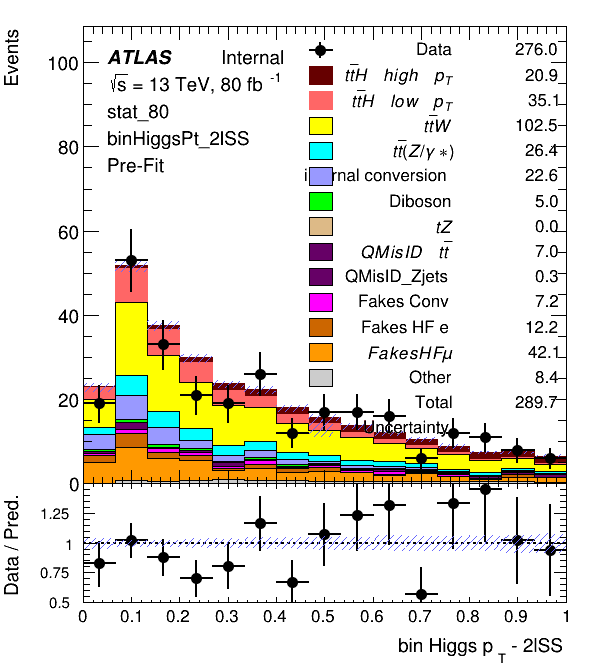 Events
100
80
60
40
20
0
ATLAS Internal
√s = 13 TeV, 80 fb -1
stat_80
binHiggsPt_2lSS
Pre-Fit
Data 276.0
tt̄H high p_T 20.9
tt̄H low p_T 35.1
tt̄W 102.5
tt̄(Z/γ*) 26.4
internal conversion 22.6
Diboson 5.0
tZ 0.0
QMisID tt̄ 7.0
QMisID_Zjets 0.3
Fakes Conv 7.2
Fakes HF e 12.2
FakesHFμ 42.1
Other 8.4
Total 289.7
Uncertainty
Data / Pred.
1.25
1
0.75
0.5
0 0.1 0.2 0.3 0.4 0.5 0.6 0.7 0.8 0.9 1
bin Higgs p_T - 2lSS